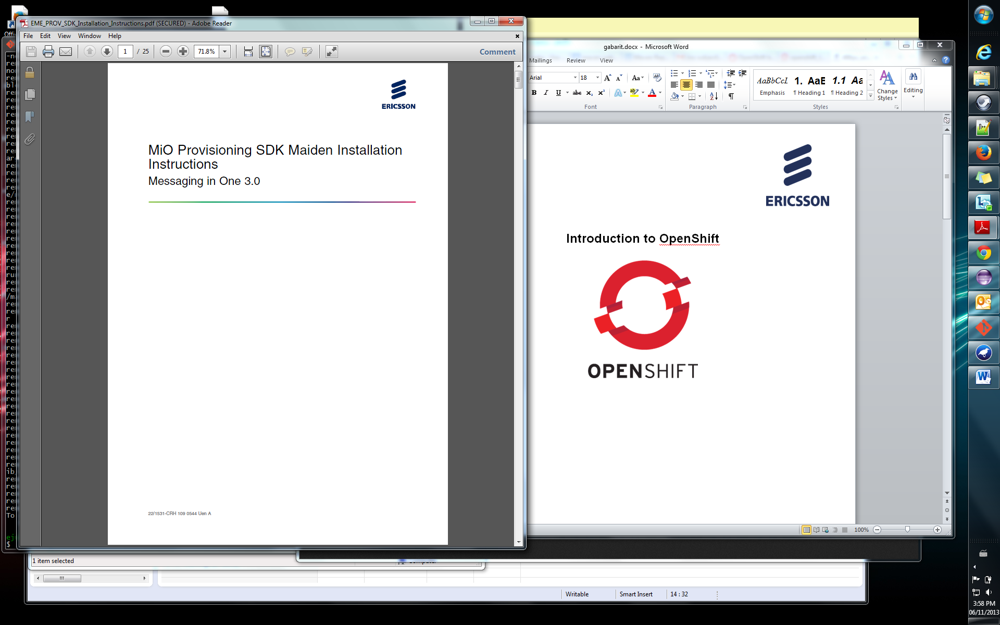 EME_PROV_SDK_Installation_Instructions.pdf (SECURED) - Adobe Reader
File Edit View Window Help
1 / 25 71.8% Comment
ERICSSON
MiO Provisioning SDK Maiden Installation
Instructions
Messaging in One 3.0
22/1531-CRH 109 0544 Uen A
gabarit.docx - Microsoft Word
Mailings Review View
Arial 18
Font
Paragraph
AaBbCcL 1. AaE 1.1 Aa
Emphasis ¶ Heading 1 ¶ Heading 2
Change
Styles
Editing
Styles
ERICSSON
Introduction to OpenShift
OPENSHIFT
100%
To
$
1 item selected
Writable Smart Insert 14 : 32
3:58 PM
06/11/2013